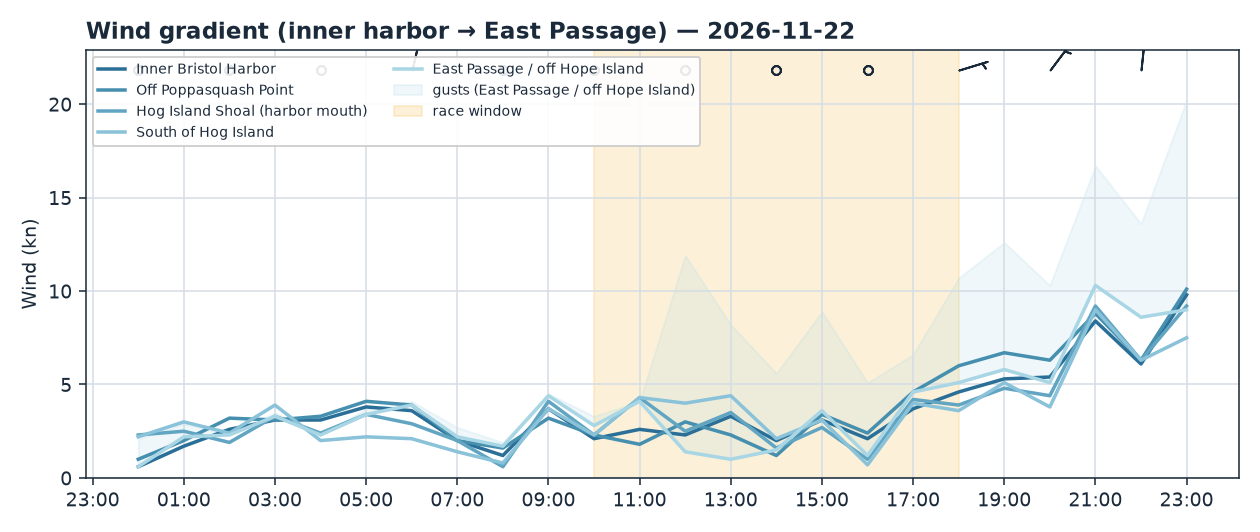 Wind gradient (inner harbor → East Passage) — 2026-11-22
Inner Bristol Harbor
Off Poppasquash Point
Hog Island Shoal (harbor mouth)
South of Hog Island
East Passage / off Hope Island
gusts (East Passage / off Hope Island)
race window
Wind (kn)
20
15
10
5
0
23:00 01:00 03:00 05:00 07:00 09:00 11:00 13:00 15:00 17:00 19:00 21:00 23:00